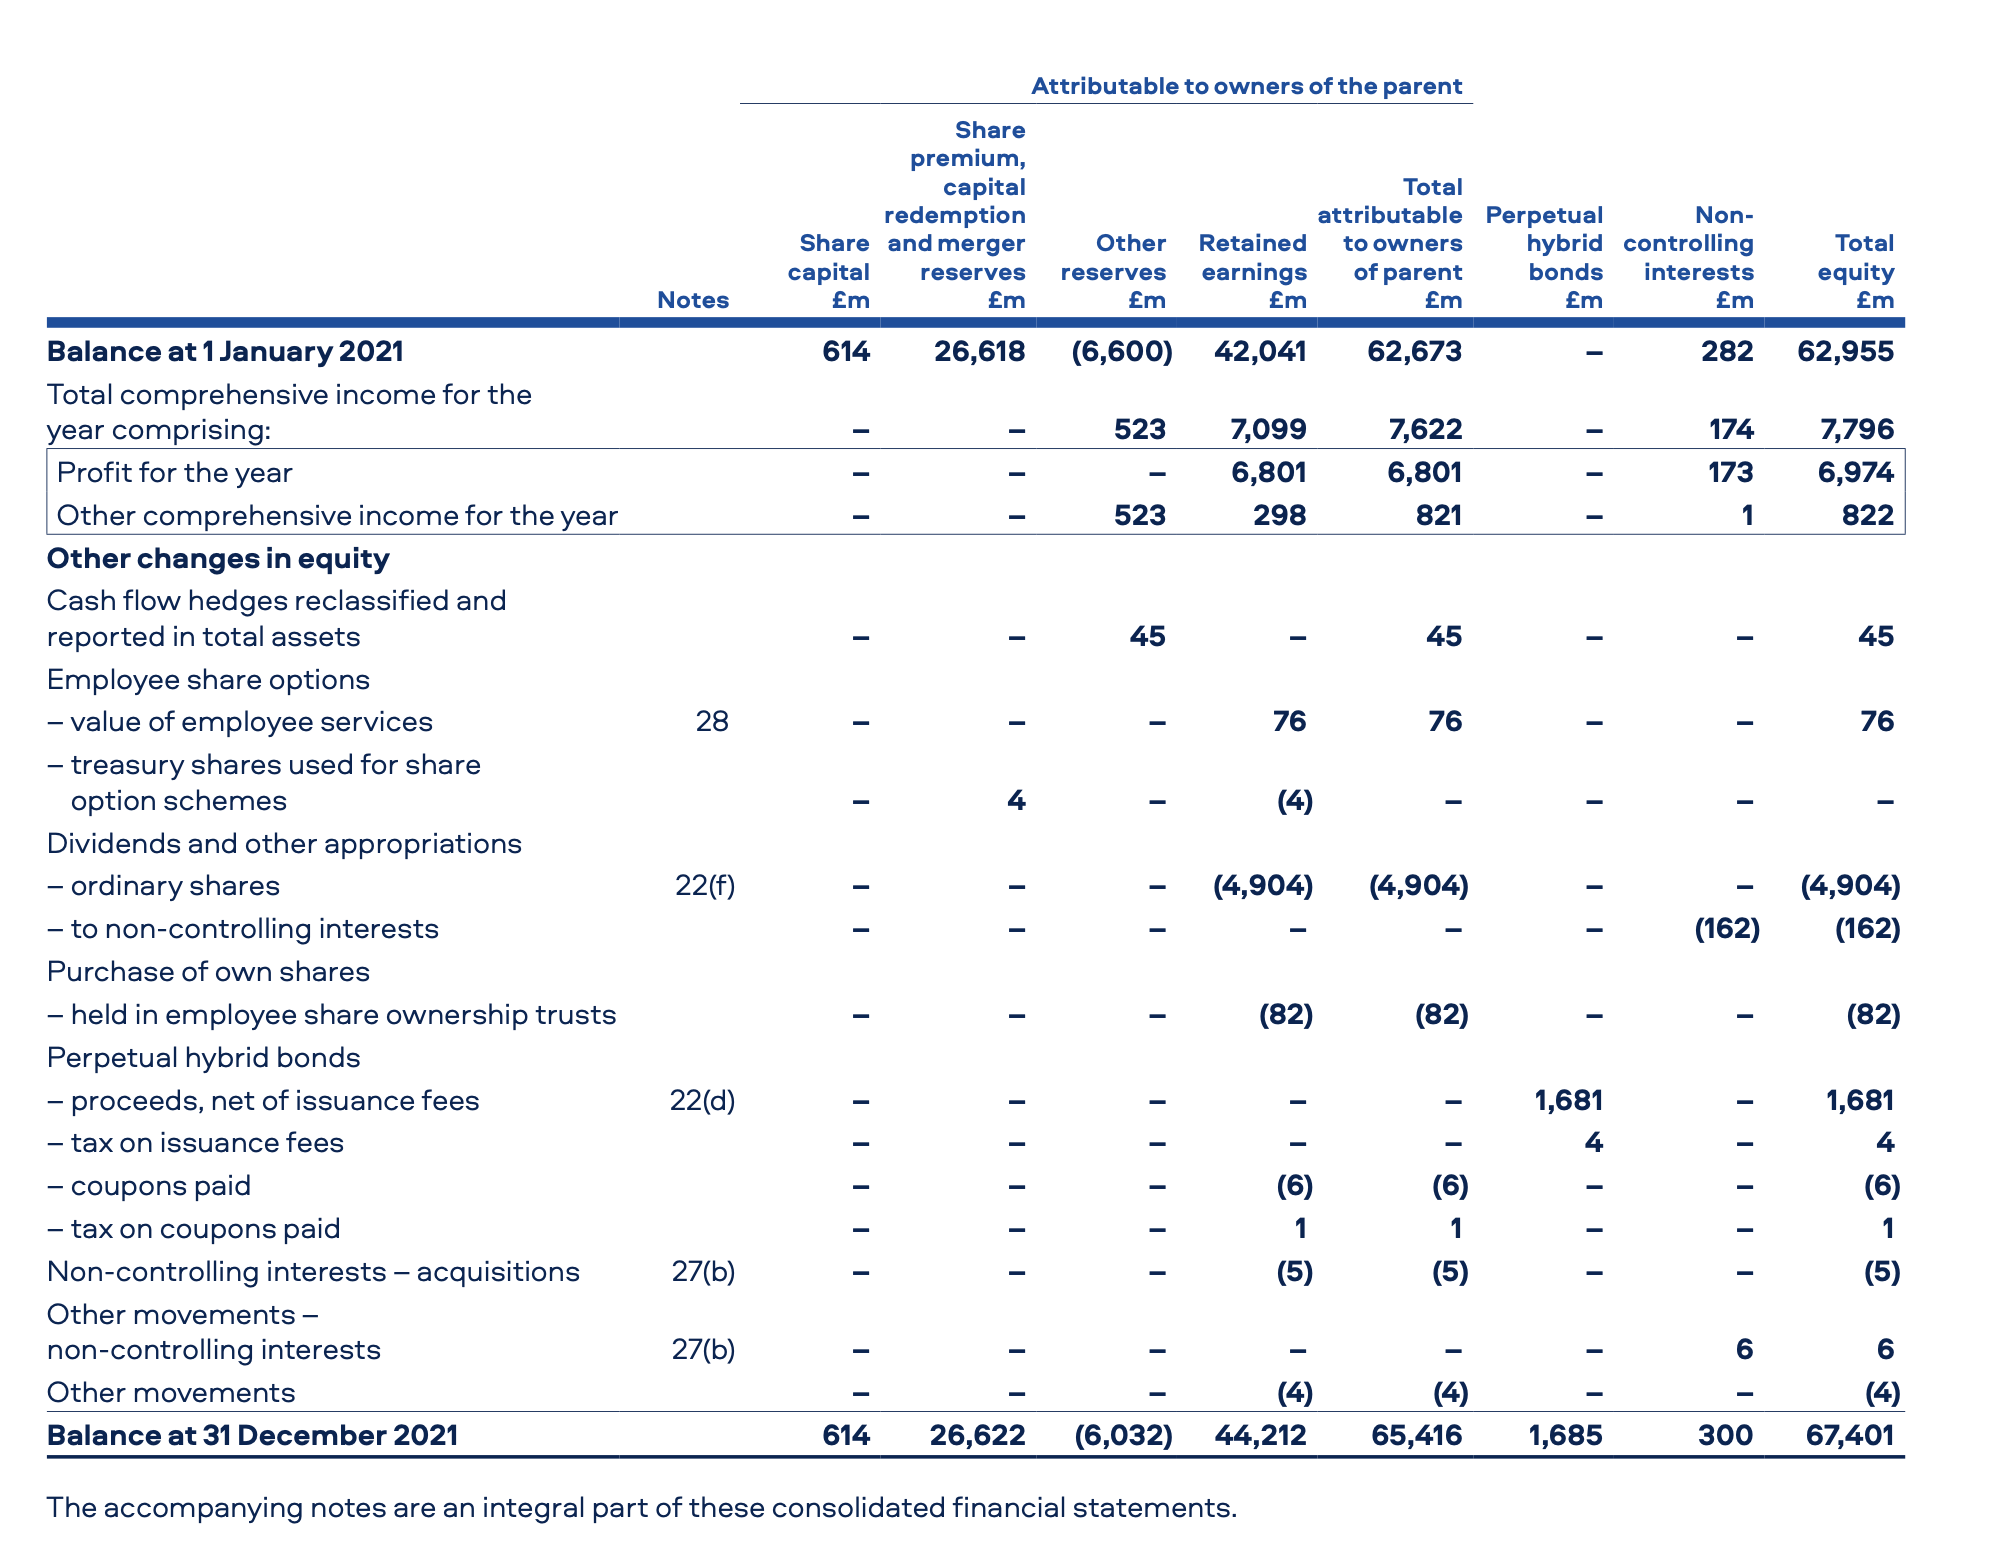 Attributable to owners of the parent
Notes Share capital £m Share premium, capital redemption and merger reserves £m Other reserves £m Retained earnings £m Total attributable to owners of parent £m Perpetual hybrid bonds £m Non-controlling interests £m Total equity £m
Balance at 1 January 2021 614 26,618 (6,600) 42,041 62,673 – 282 62,955
Total comprehensive income for the
year comprising: – – 523 7,099 7,622 – 174 7,796
Profit for the year – – – 6,801 6,801 – 173 6,974
Other comprehensive income for the year – – 523 298 821 – 1 822
Other changes in equity
Cash flow hedges reclassified and
reported in total assets – – 45 – 45 – – 45
Employee share options
– value of employee services 28 – – – 76 76 – – 76
– treasury shares used for share
option schemes – 4 – (4) – – – –
Dividends and other appropriations
– ordinary shares 22(f) – – – (4,904) (4,904) – – (4,904)
– to non-controlling interests – – – – – – (162) (162)
Purchase of own shares
– held in employee share ownership trusts – – – (82) (82) – – (82)
Perpetual hybrid bonds
– proceeds, net of issuance fees 22(d) – – – – – 1,681 – 1,681
– tax on issuance fees – – – – – 4 – 4
– coupons paid – – – (6) (6) – – (6)
– tax on coupons paid – – – 1 1 – – 1
Non-controlling interests – acquisitions 27(b) – – – (5) (5) – – (5)
Other movements –
non-controlling interests 27(b) – – – – – – 6 6
Other movements – – – (4) (4) – – (4)
Balance at 31 December 2021 614 26,622 (6,032) 44,212 65,416 1,685 300 67,401
The accompanying notes are an integral part of these consolidated financial statements.